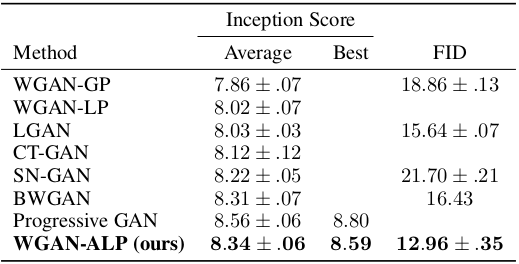 Inception Score
Method Average Best FID
WGAN-GP 7.86 ± .07 18.86 ± .13
WGAN-LP 8.02 ± .07
LGAN 8.03 ± .03 15.64 ± .07
CT-GAN 8.12 ± .12
SN-GAN 8.22 ± .05 21.70 ± .21
BWGAN 8.31 ± .07 16.43
Progressive GAN 8.56 ± .06 8.80
WGAN-ALP (ours) 8.34 ± .06 8.59 12.96 ± .35